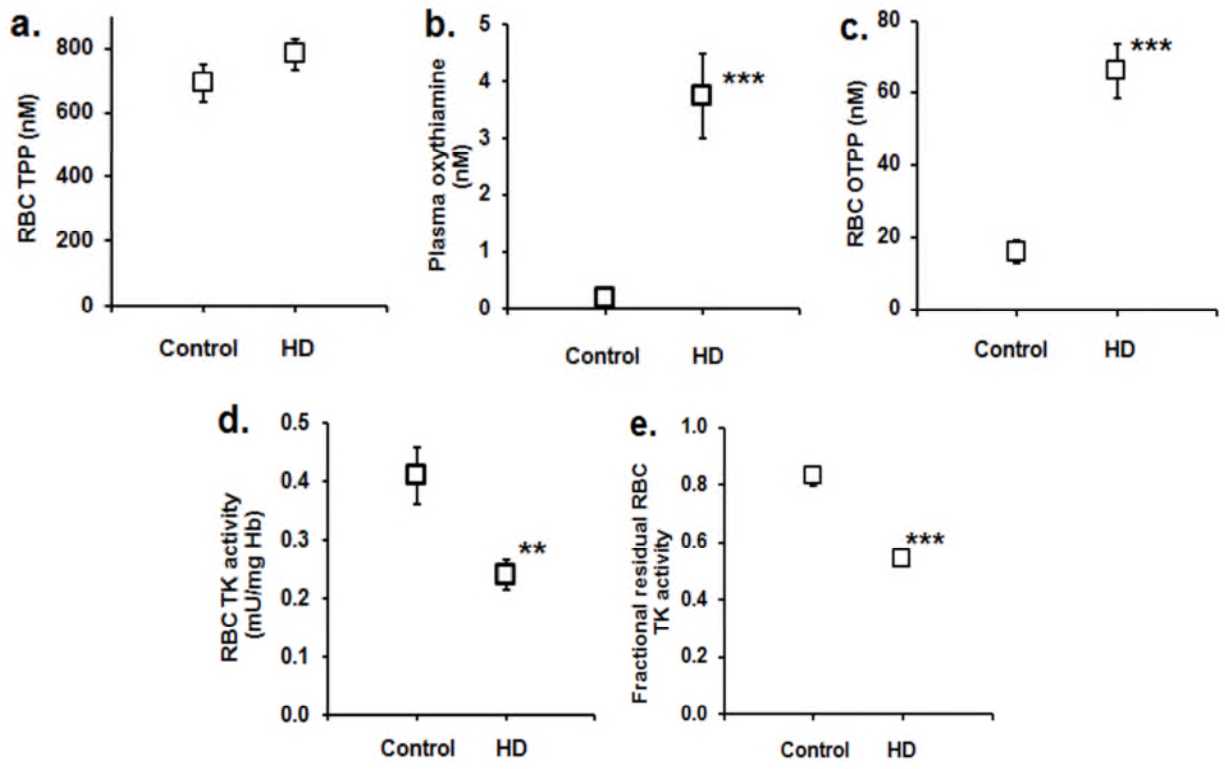 a.
RBC TPP (nM)
800
600
400
200
0
Control HD
b.
Plasma oxythiamine
(nM)
5
4
3
2
1
0
***
Control HD
c.
RBC OTPP (nM)
80
60
40
20
0
***
Control HD
d.
RBC TK activity
(mU/mg Hb)
0.5
0.4
0.3
0.2
0.1
0.0
**
Control HD
e.
Fractional residual RBC
TK activity
1.0
0.8
0.6
0.4
0.2
0.0
***
Control HD